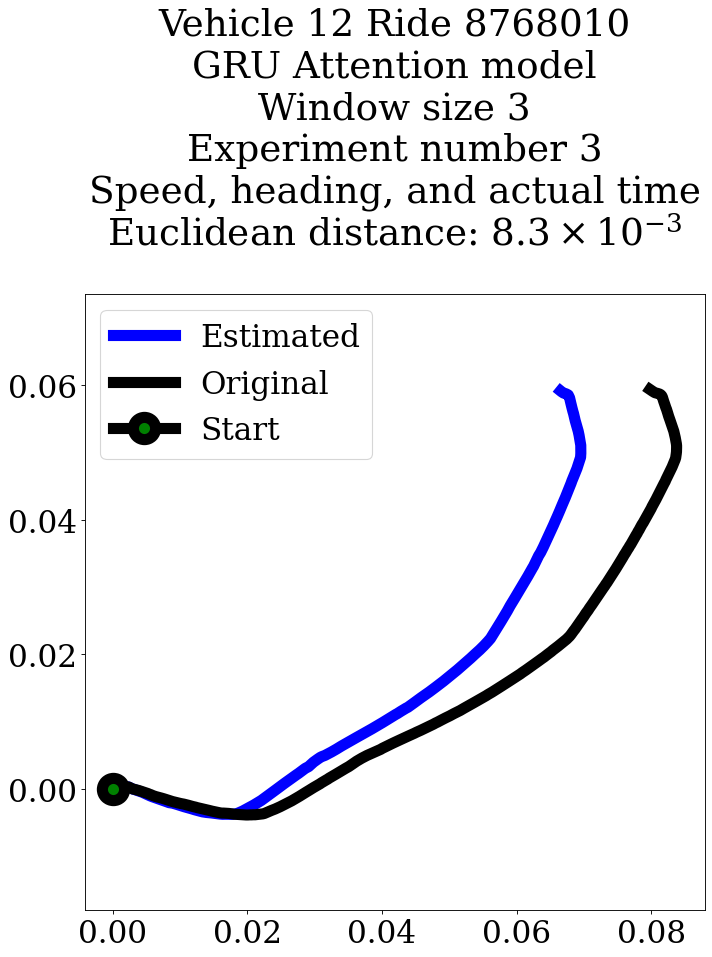 Vehicle 12 Ride 8768010
GRU Attention model
Window size 3
Experiment number 3
Speed, heading, and actual time
Euclidean distance: 8.3 × 10⁻³
Estimated
Original
Start
0.06
0.04
0.02
0.00
0.00 0.02 0.04 0.06 0.08